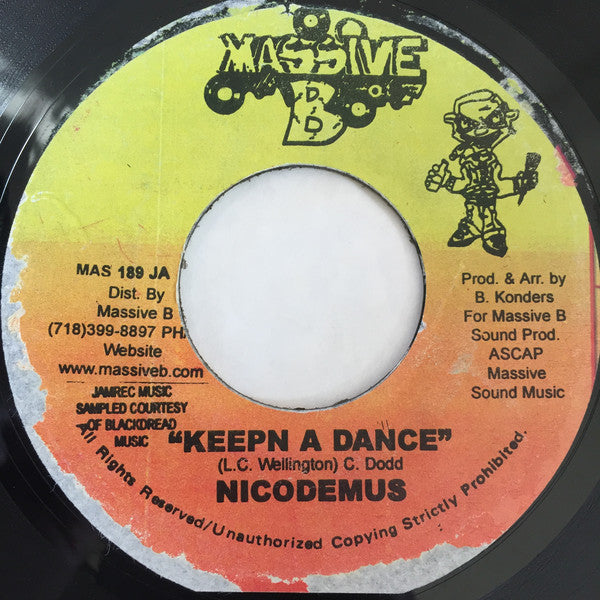 MASSIVE
B
MAS 189 JA
Dist. By
Massive B
(718)399-8897 PH
Website
www.massiveb.com
JAMREC MUSIC
SAMPLED COURTESY
OF BLACKDREAD
MUSIC
Prod. & Arr. by
B. Konders
For Massive B
Sound Prod.
ASCAP
Massive
Sound Music
"KEEPN A DANCE"
(L.C. Wellington) C. Dodd
NICODEMUS
All Rights Reserved/Unauthorized Copying Strictly Prohibited.